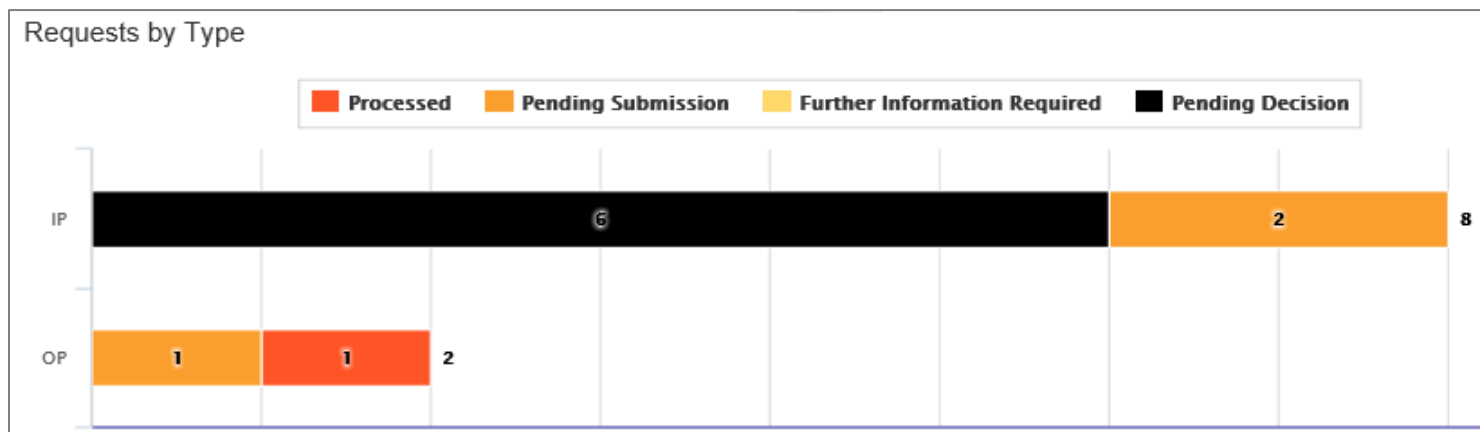 Requests by Type
Processed Pending Submission Further Information Required Pending Decision
IP 6 2 8
OP 1 1 2